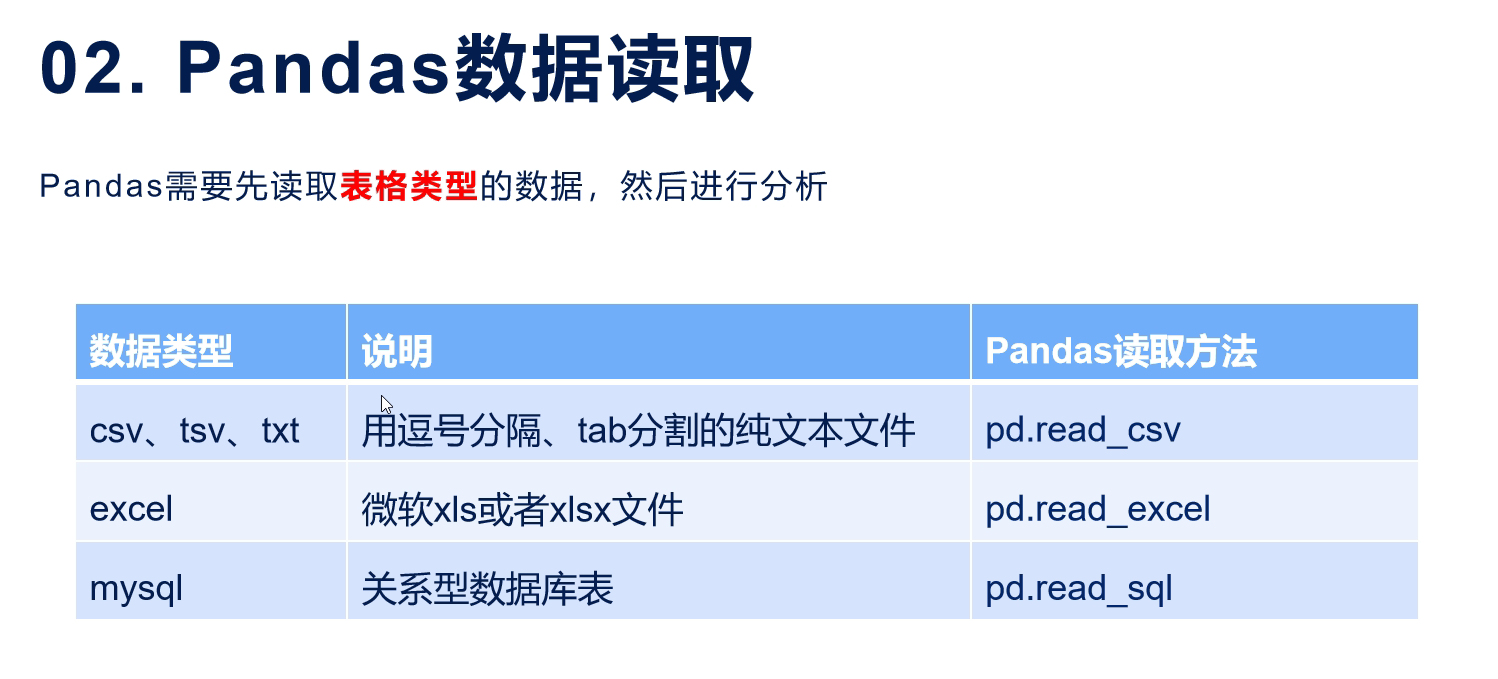 02. Pandas数据读取
Pandas需要先读取表格类型的数据，然后进行分析
数据类型 说明 Pandas读取方法
csv、tsv、txt 用逗号分隔、tab分割的纯文本文件 pd.read_csv
excel 微软xls或者xlsx文件 pd.read_excel
mysql 关系型数据库表 pd.read_sql